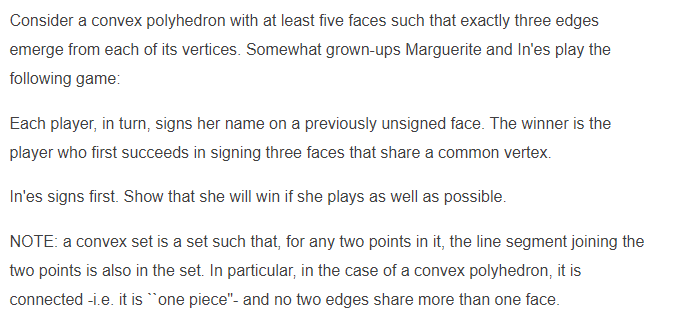 Consider a convex polyhedron with at least five faces such that exactly three edges
emerge from each of its vertices. Somewhat grown-ups Marguerite and In'es play the
following game:
Each player, in turn, signs her name on a previously unsigned face. The winner is the
player who first succeeds in signing three faces that share a common vertex.
In'es signs first. Show that she will win if she plays as well as possible.
NOTE: a convex set is a set such that, for any two points in it, the line segment joining the
two points is also in the set. In particular, in the case of a convex polyhedron, it is
connected -i.e. it is ``one piece"- and no two edges share more than one face.